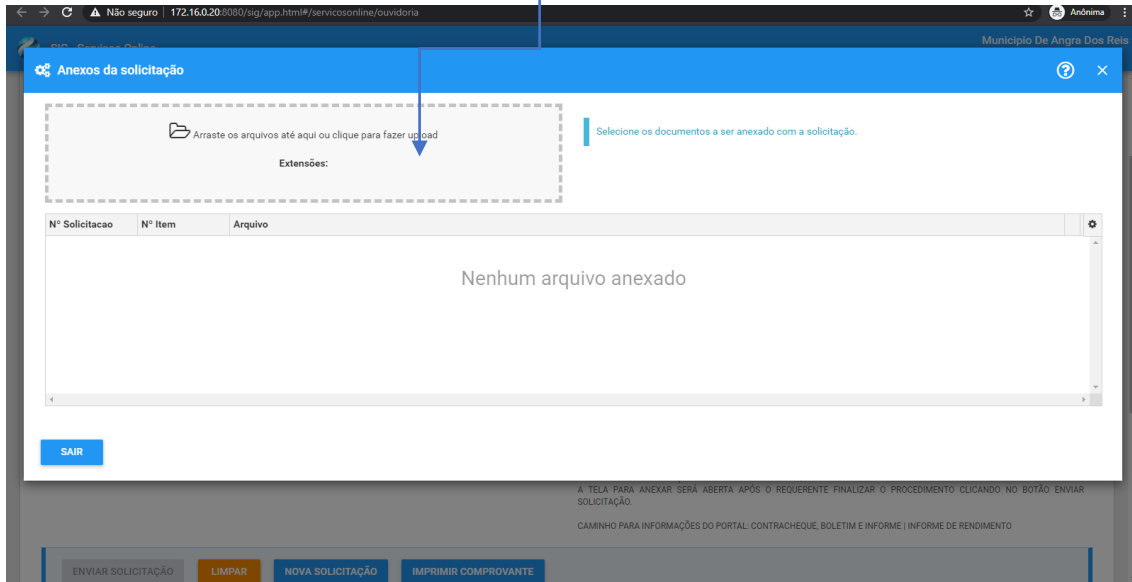 Não seguro | 172.16.0.20:8080/sig/app.html#/servicosonline/ouvidoria
Anônima
SIG - Serviços Online
Municipio De Angra Dos Reis
Anexos da solicitação
Arraste os arquivos até aqui ou clique para fazer upload
Extensões:
Selecione os documentos a ser anexado com a solicitação.
Nº Solicitacao Nº Item Arquivo
Nenhum arquivo anexado
SAIR
A TELA PARA ANEXAR SERÁ ABERTA APÓS O REQUERENTE FINALIZAR O PROCEDIMENTO CLICANDO NO BOTÃO ENVIAR
SOLICITAÇÃO.
CAMINHO PARA INFORMAÇÕES DO PORTAL: CONTRACHEQUE, BOLETIM E INFORME | INFORME DE RENDIMENTO
ENVIAR SOLICITAÇÃO LIMPAR NOVA SOLICITAÇÃO IMPRIMIR COMPROVANTE